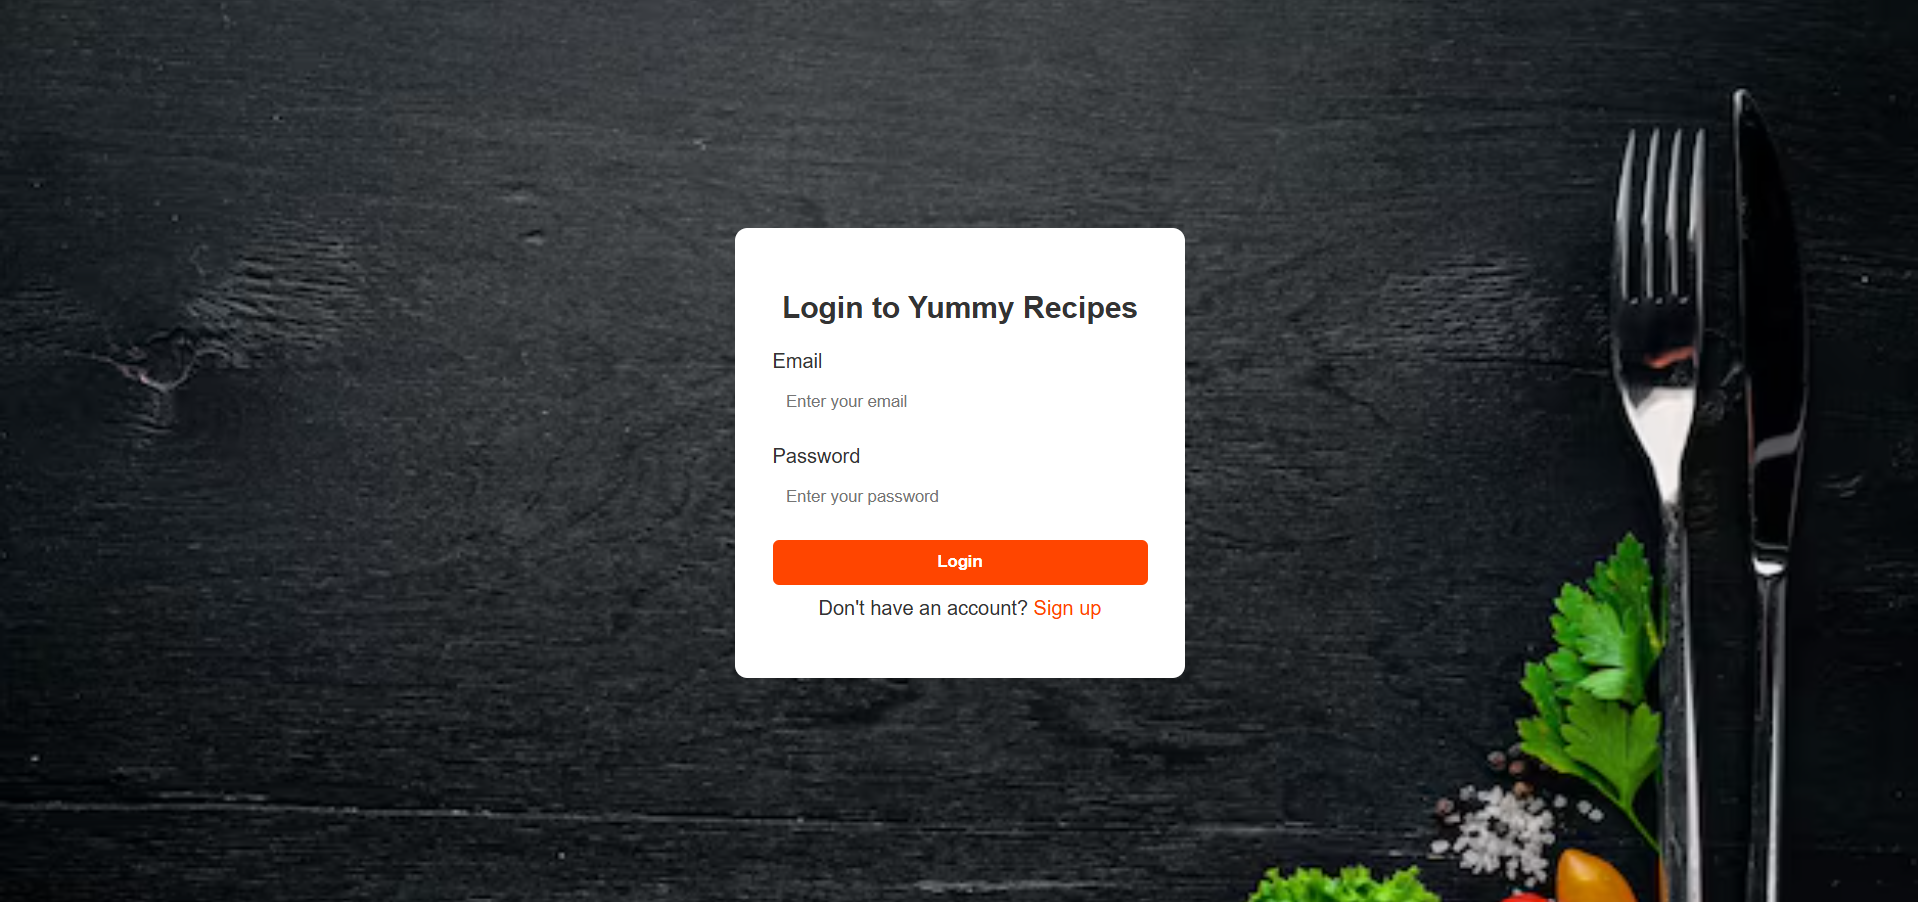 Login to Yummy Recipes
Email
Enter your email
Password
Enter your password
Login
Don't have an account? Sign up